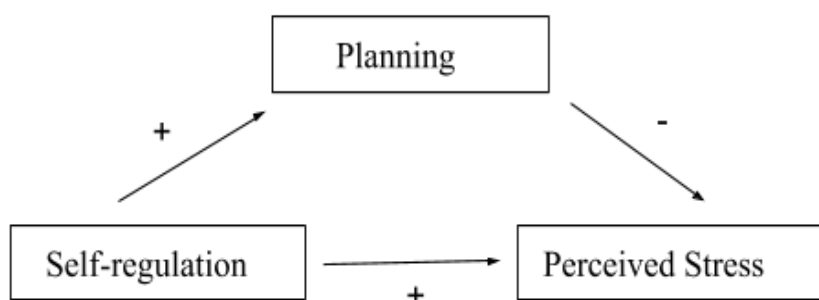 Planning
+
-
Self-regulation
Perceived Stress
+